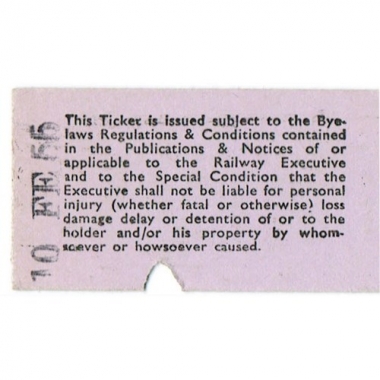 This Ticket is issued subject to the Bye-
laws Regulations & Conditions contained
in the Publications & Notices of or
applicable to the Railway Executive
and to the Special Condition that the
Executive shall not be liable for personal
injury (whether fatal or otherwise) loss
damage delay or detention of or to the
holder and/or his property by whom-
soever or howsoever caused.
10 FE 56